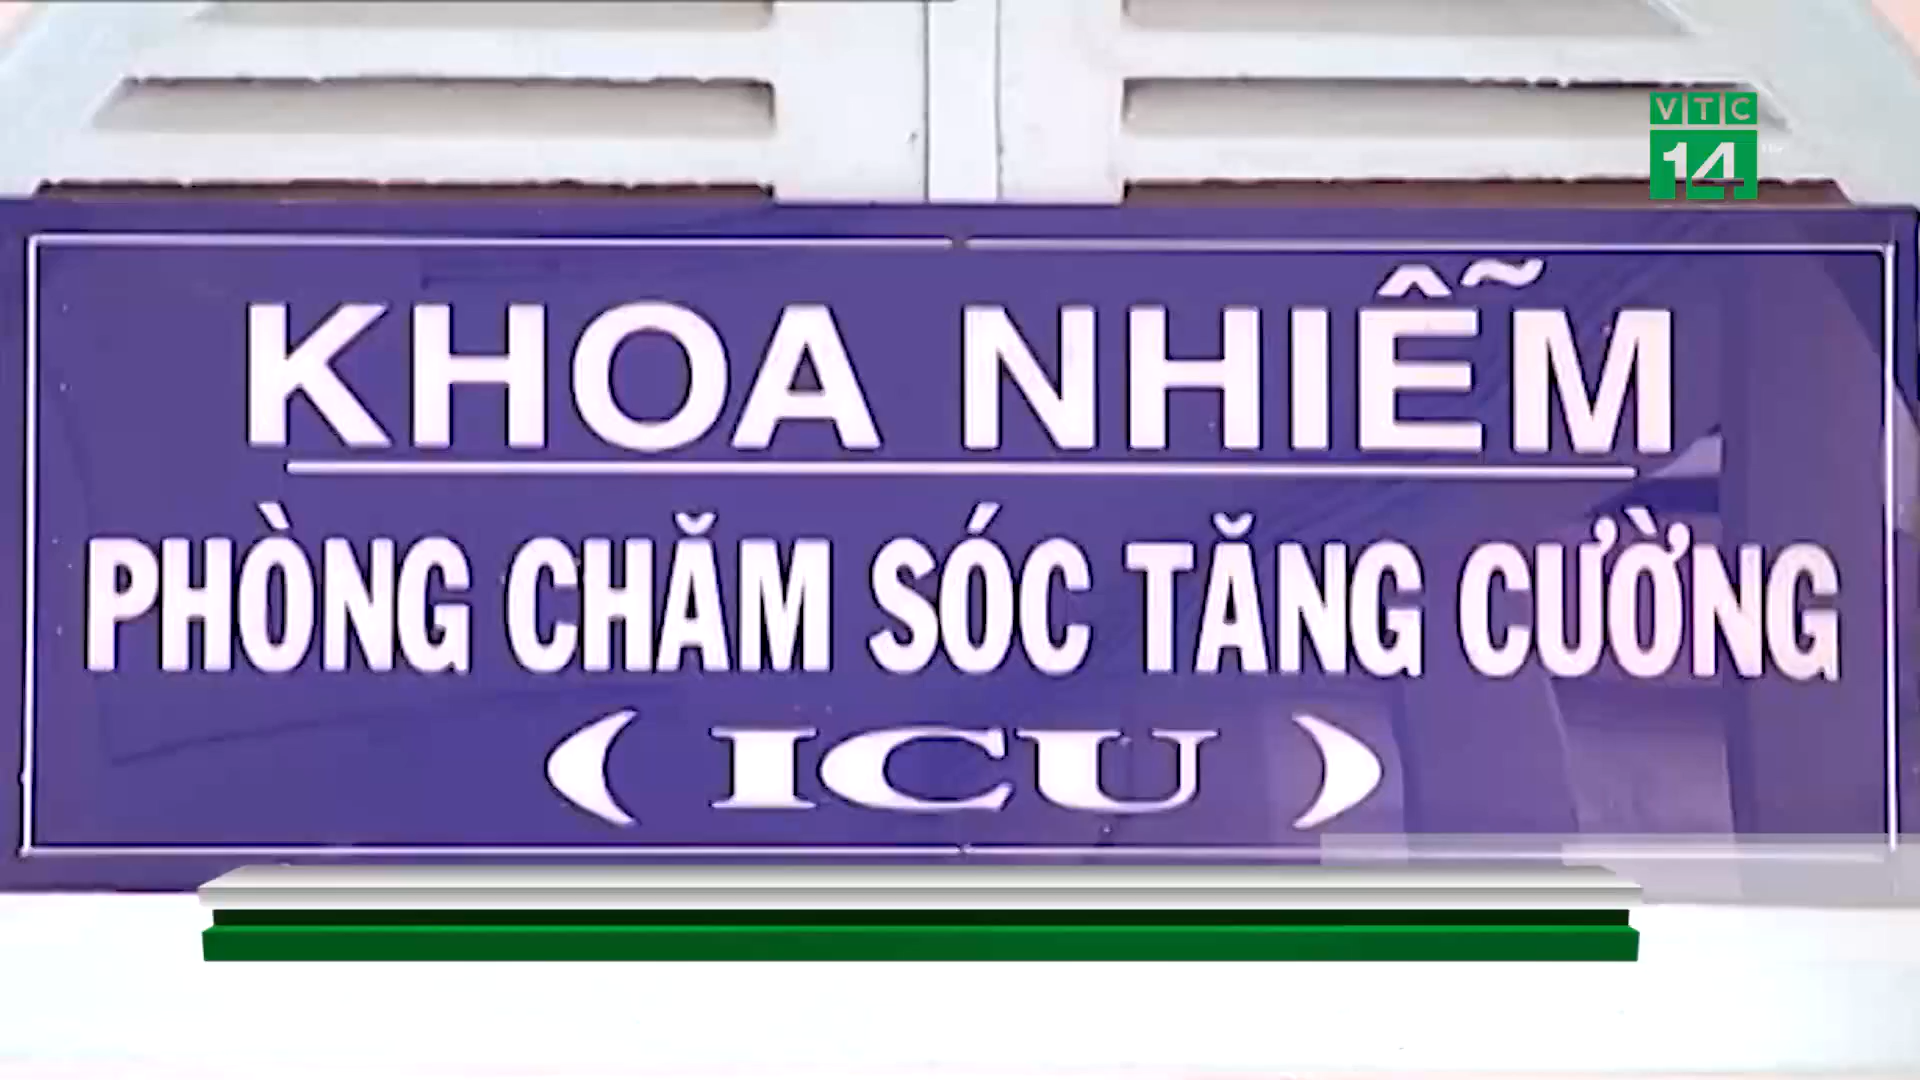 VTC
14
KHOA NHIỄM
PHÒNG CHĂM SÓC TĂNG CƯỜNG
( ICU )